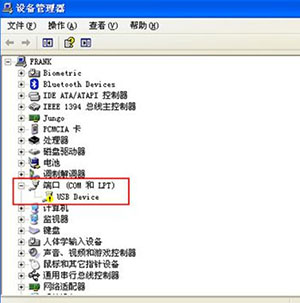 设备管理器
文件(F) 操作(A) 查看(V) 帮助(H)
FRANK
Biometric
Bluetooth Devices
IDE ATA/ATAPI 控制器
IEEE 1394 总线主控制器
Jungo
PCMCIA 卡
处理器
磁盘驱动器
电池
调制解调器
端口 (COM 和 LPT)
USB Device
计算机
监视器
键盘
人体学输入设备
声音、视频和游戏控制器
鼠标和其它指针设备
通用串行总线控制器
网络适配器